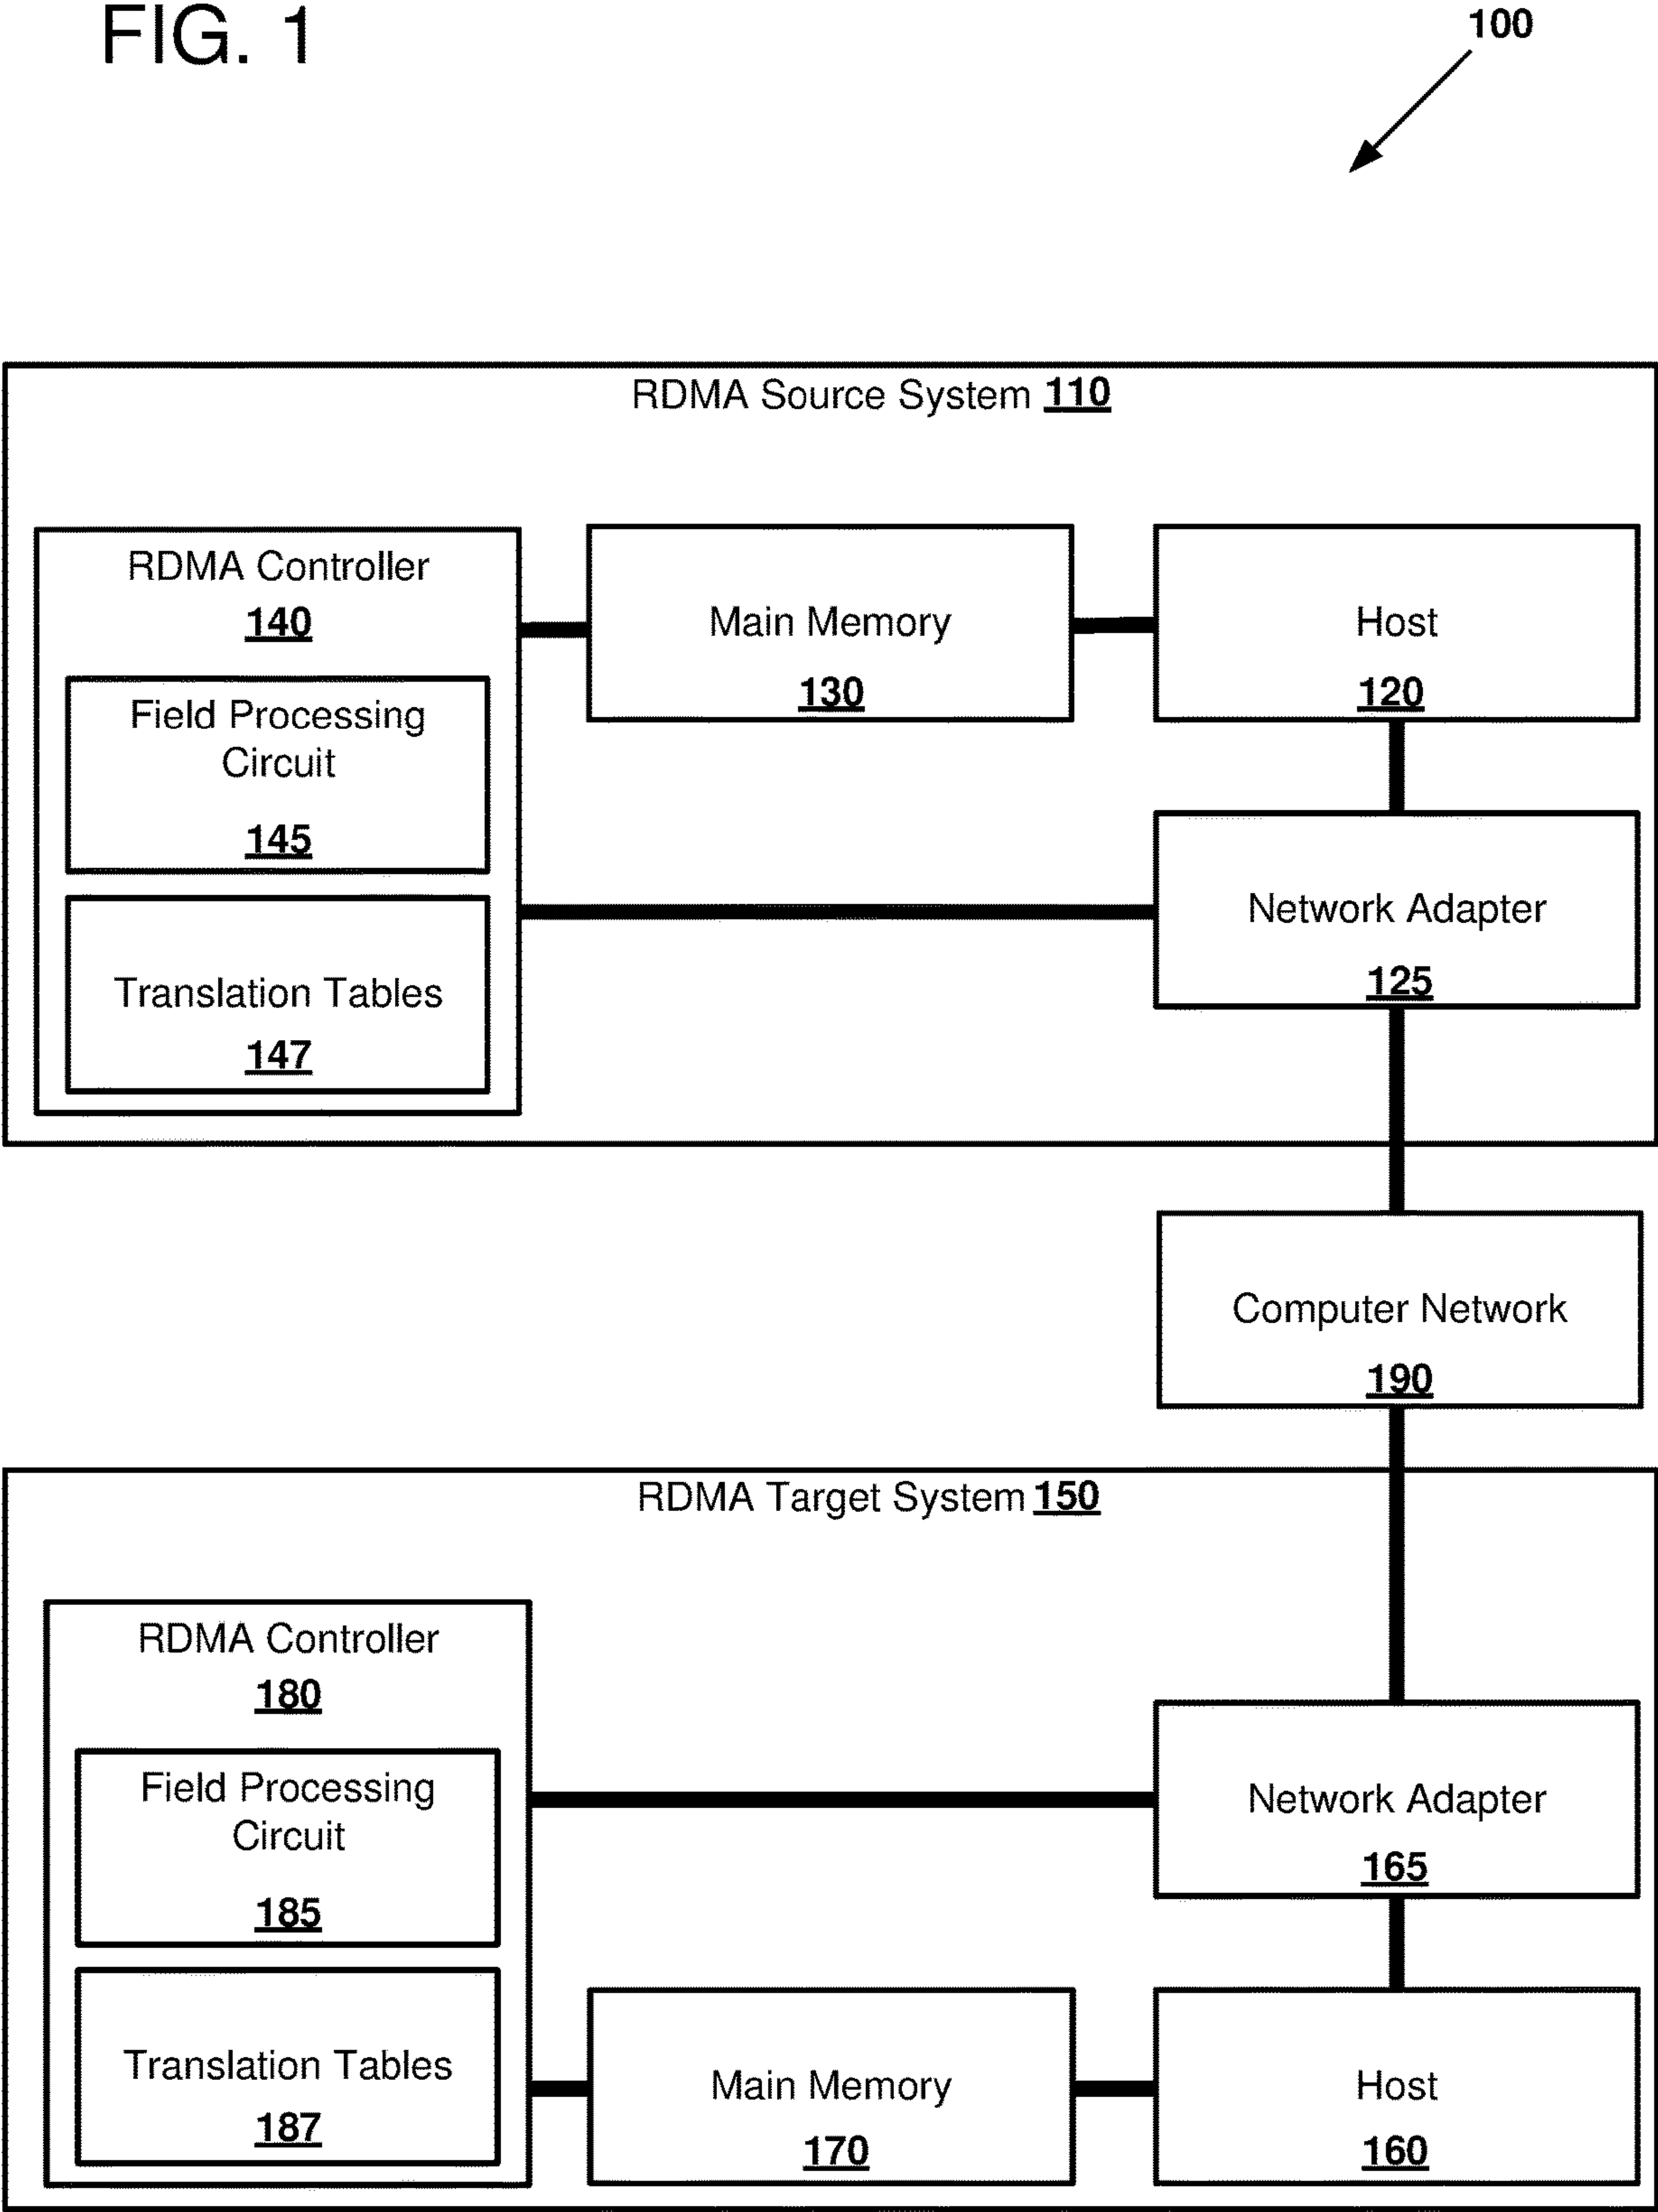 FIG. 1
100
RDMA Source System 110
RDMA Controller
140
Field Processing
Circuit
145
Translation Tables
147
Main Memory
130
Host
120
Network Adapter
125
Computer Network
190
RDMA Target System 150
RDMA Controller
180
Field Processing
Circuit
185
Translation Tables
187
Network Adapter
165
Main Memory
170
Host
160